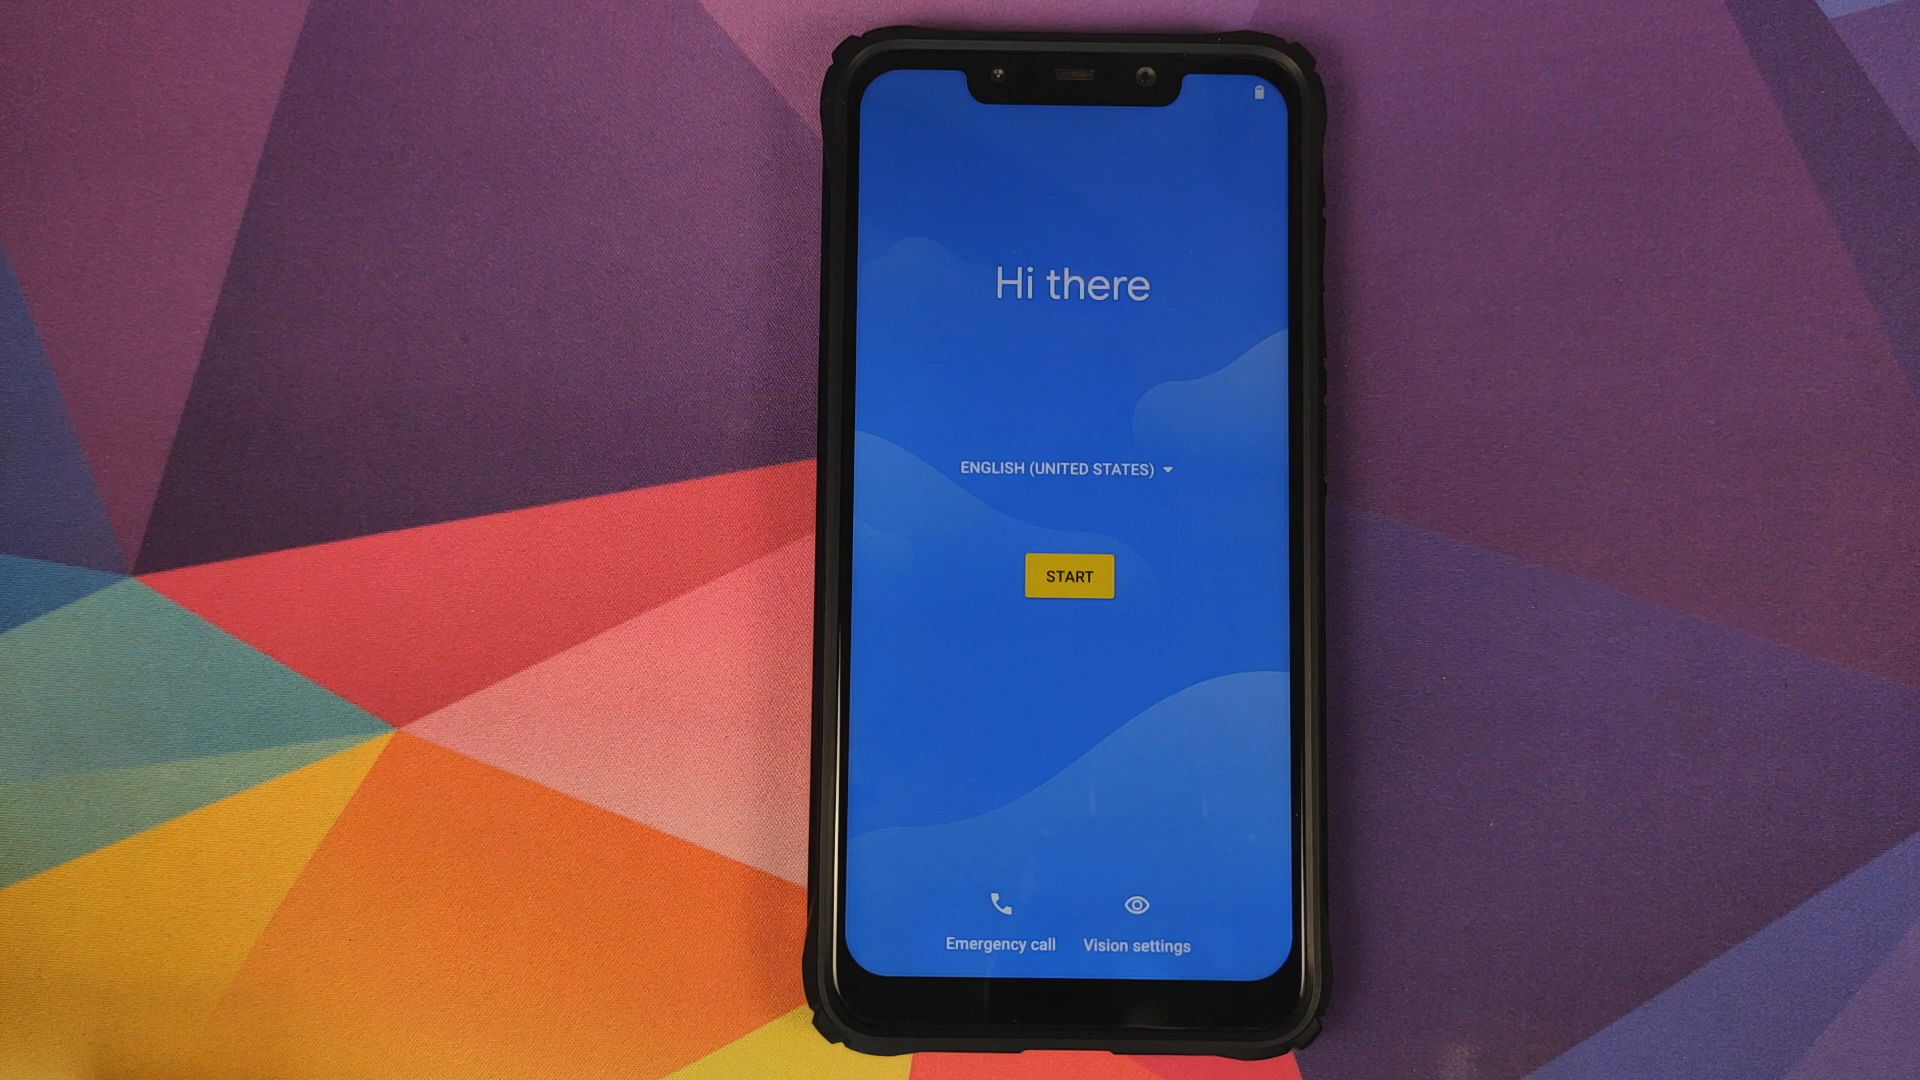 Hi there
ENGLISH (UNITED STATES)
START
Emergency call
Vision settings